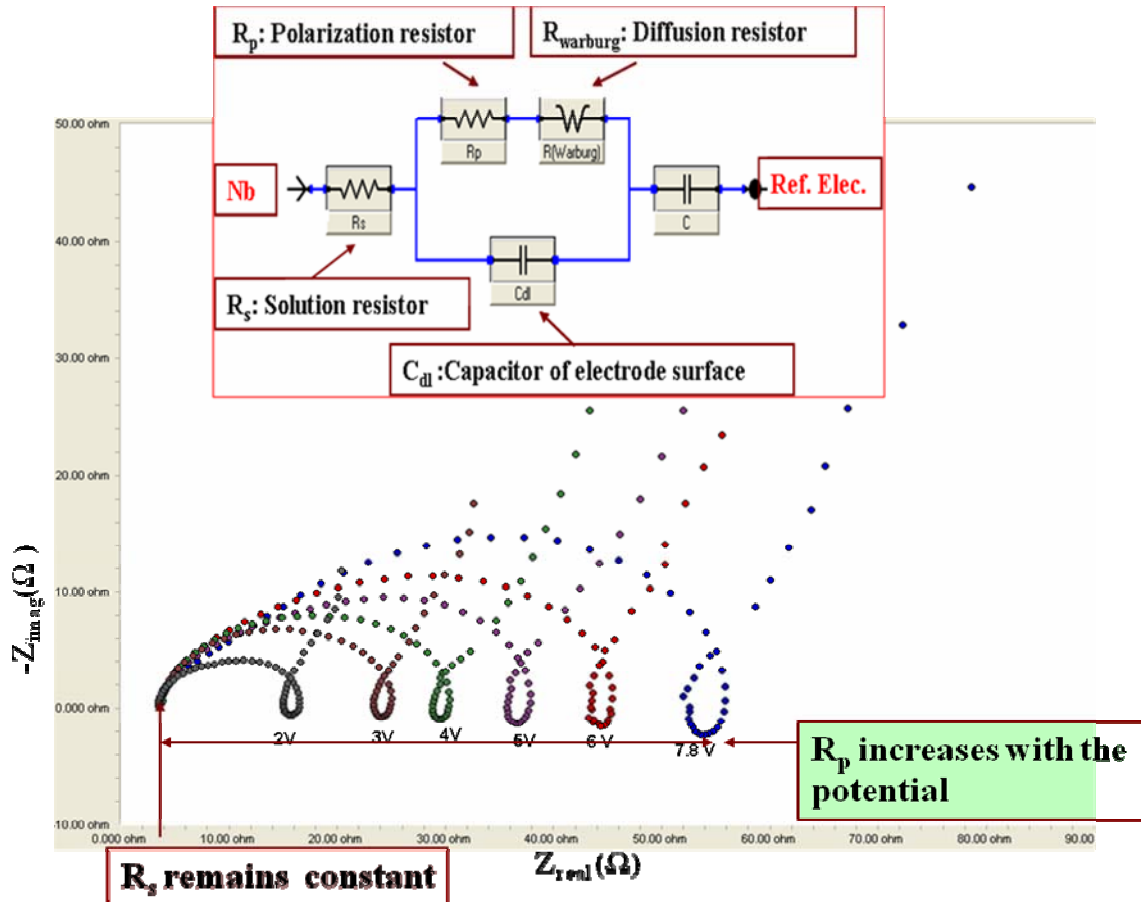 Rp: Polarization resistor
Rwarburg: Diffusion resistor
Rp
R(Warburg)
Nb
Ref. Elec.
Rs
C
Cdl
Rs: Solution resistor
Cdl :Capacitor of electrode surface
50.00 ohm
40.00 ohm
30.00 ohm
20.00 ohm
10.00 ohm
0.000 ohm
-10.00 ohm
-Zimag(Ω)
2V
3V
4V
5V
6 V
7.8 V
Rp increases with the
potential
0.000 ohm
10.00 ohm
20.00 ohm
30.00 ohm
40.00 ohm
50.00 ohm
60.00 ohm
70.00 ohm
80.00 ohm
90.00
Zreal(Ω)
Rs remains constant